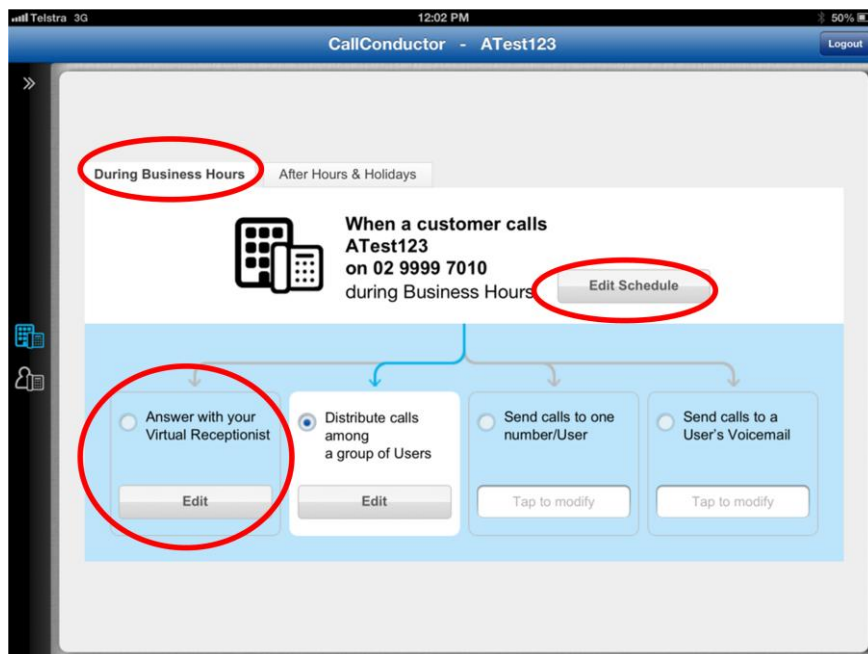 Telstra 3G 12:02 PM 50%
CallConductor - ATest123 Logout
During Business Hours After Hours & Holidays
When a customer calls
ATest123
on 02 9999 7010
during Business Hours
Edit Schedule
Answer with your
Virtual Receptionist
Edit
Distribute calls
among
a group of Users
Edit
Send calls to one
number/User
Tap to modify
Send calls to a
User's Voicemail
Tap to modify